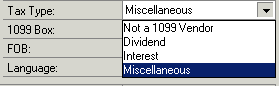 Tax Type: Miscellaneous
1099 Box: Not a 1099 Vendor
Dividend
FOB: Interest
Language: Miscellaneous